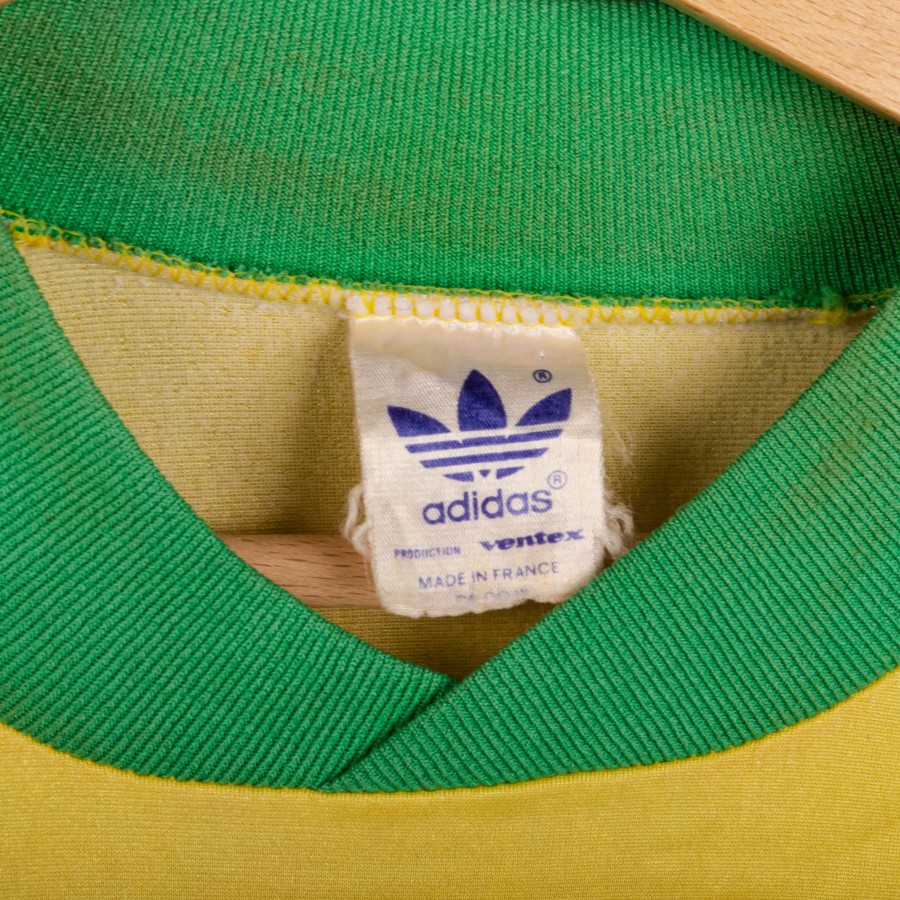 ®
adidas®
PRODUCTION ventex
MADE IN FRANCE